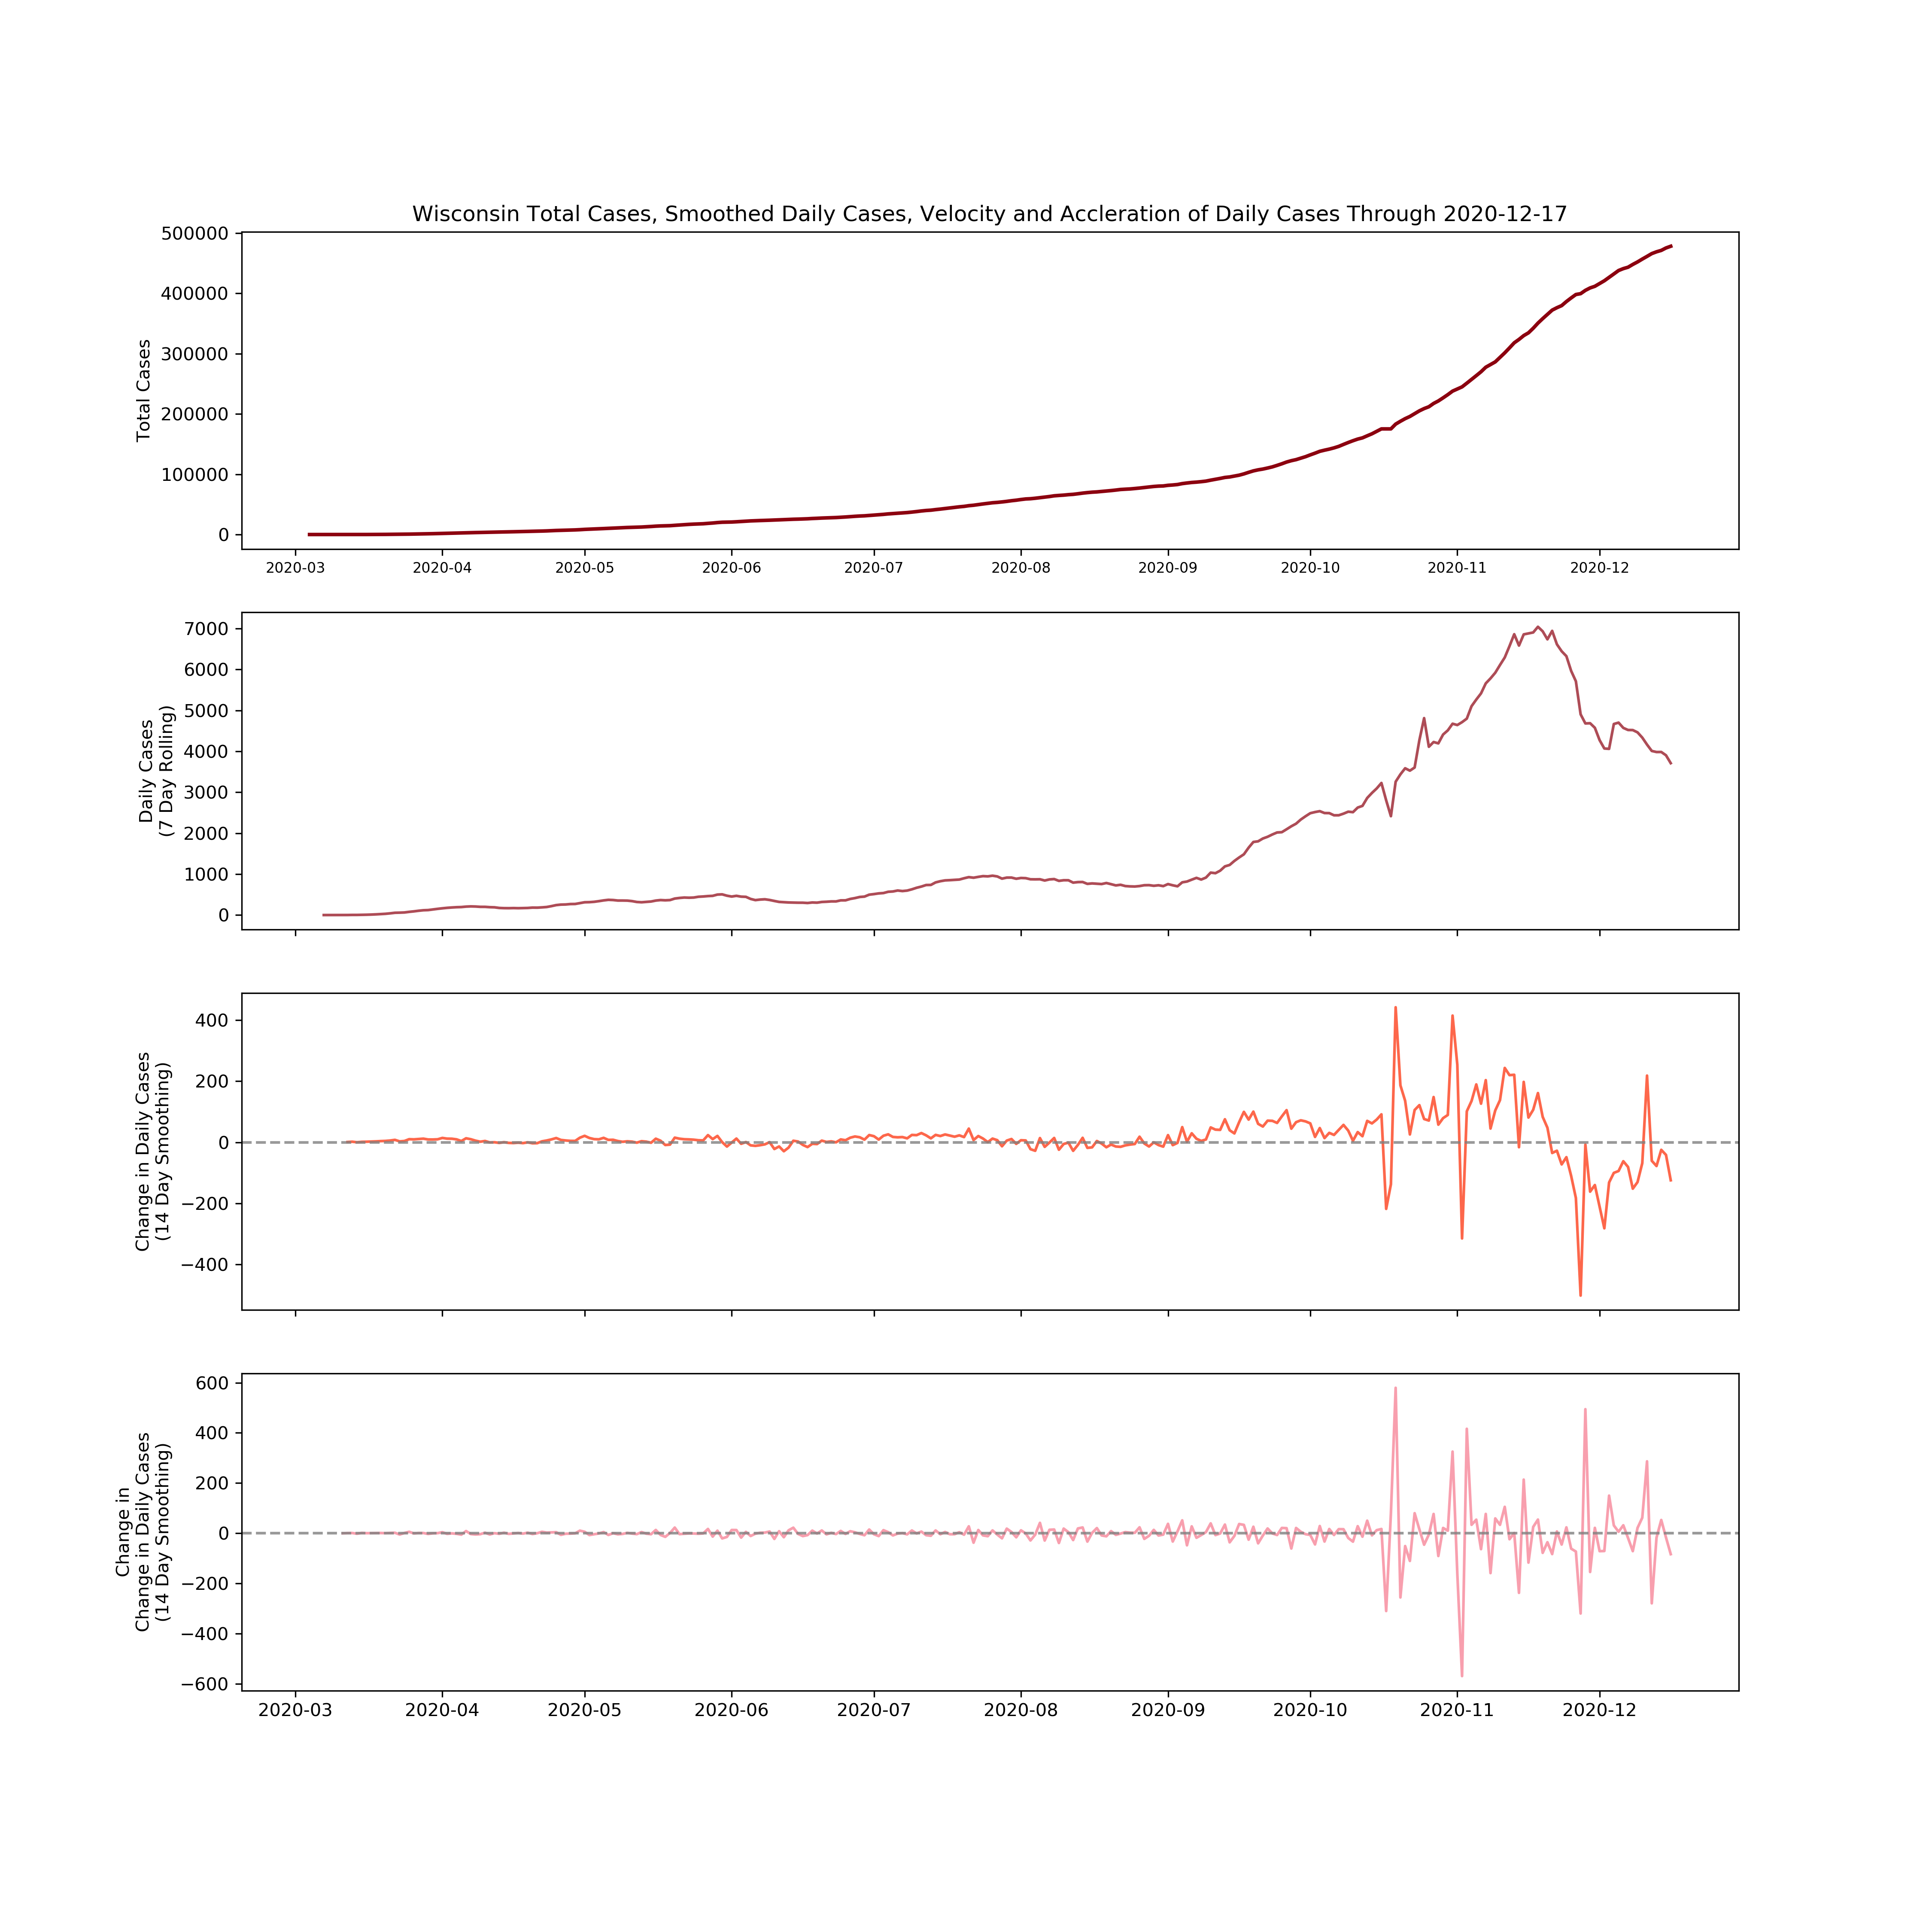 Wisconsin Total Cases, Smoothed Daily Cases, Velocity and Accleration of Daily Cases Through 2020-12-17
500000
400000
300000
200000
100000
0
Total Cases
2020-03 2020-04 2020-05 2020-06 2020-07 2020-08 2020-09 2020-10 2020-11 2020-12
7000
6000
5000
4000
3000
2000
1000
0
Daily Cases
(7 Day Rolling)
400
200
0
−200
−400
Change in Daily Cases
(14 Day Smoothing)
600
400
200
0
−200
−400
−600
Change in
Change in Daily Cases
(14 Day Smoothing)
2020-03 2020-04 2020-05 2020-06 2020-07 2020-08 2020-09 2020-10 2020-11 2020-12